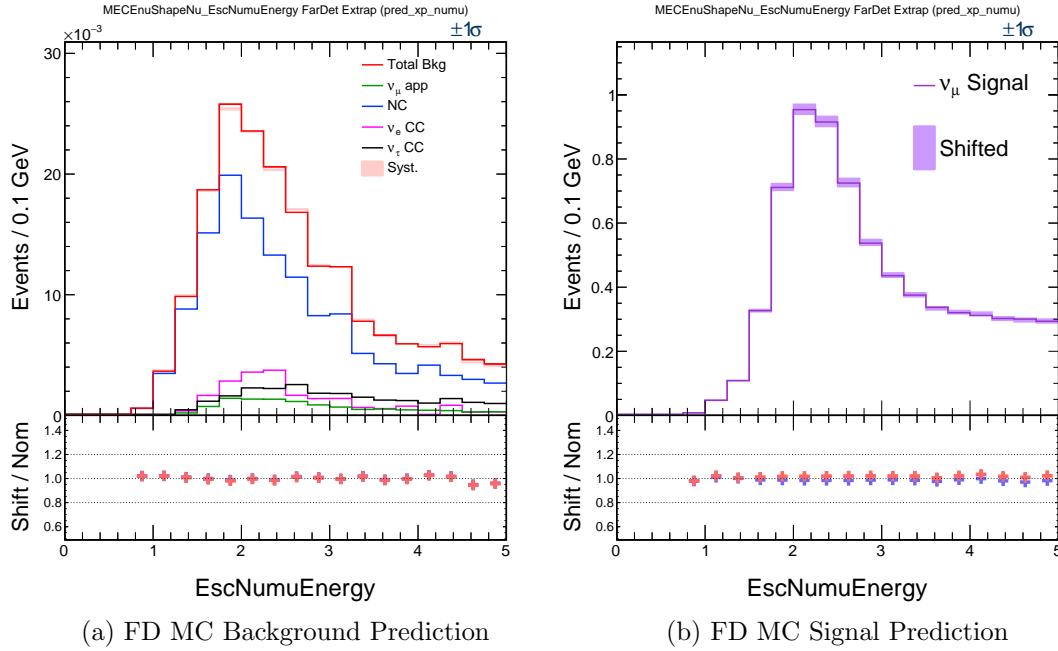 MECEnuShapeNu_EscNumuEnergy FarDet Extrap (pred_xp_numu)
±1σ
×10⁻³
30
20
10
0
Events / 0.1 GeV
Total Bkg
νμ app
NC
νe CC
ντ CC
Syst.
1.4
1.2
1.0
0.8
0.6
Shift / Nom
0 1 2 3 4 5
EscNumuEnergy
(a) FD MC Background Prediction
MECEnuShapeNu_EscNumuEnergy FarDet Extrap (pred_xp_numu)
±1σ
1
0.8
0.6
0.4
0.2
0
Events / 0.1 GeV
νμ Signal
Shifted
1.4
1.2
1.0
0.8
0.6
Shift / Nom
0 1 2 3 4 5
EscNumuEnergy
(b) FD MC Signal Prediction